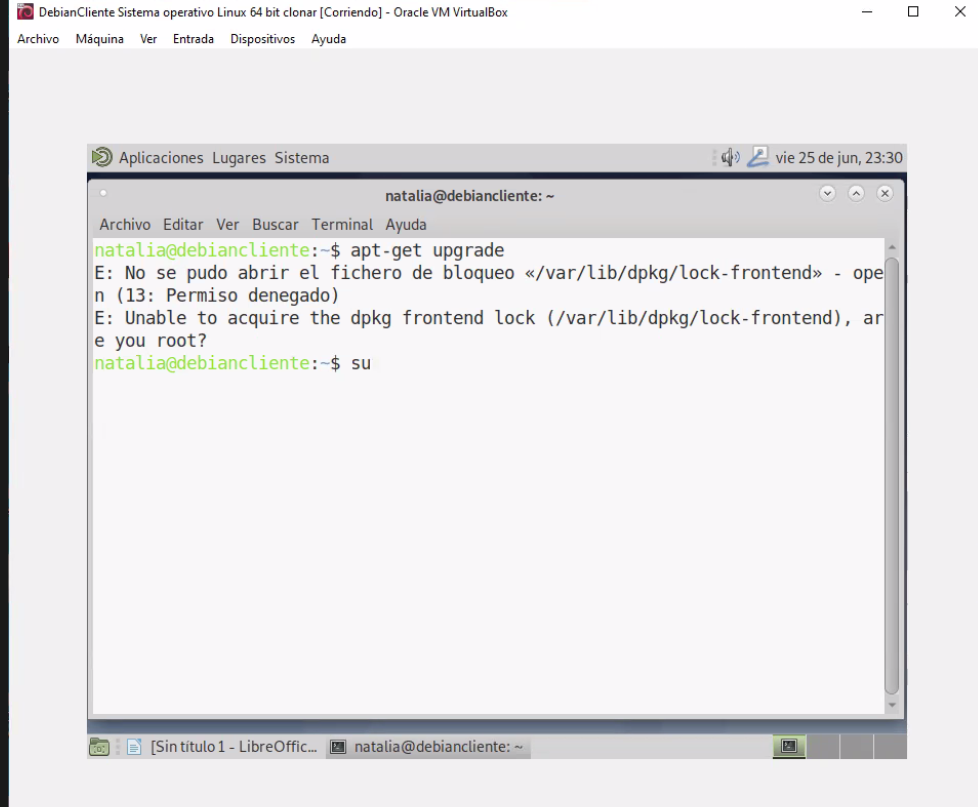 DebianCliente Sistema operativo Linux 64 bit clonar [Corriendo] - Oracle VM VirtualBox
Archivo Máquina Ver Entrada Dispositivos Ayuda
Aplicaciones Lugares Sistema vie 25 de jun, 23:30
natalia@debiancliente: ~
Archivo Editar Ver Buscar Terminal Ayuda
natalia@debiancliente:~$ apt-get upgrade
E: No se pudo abrir el fichero de bloqueo «/var/lib/dpkg/lock-frontend» - ope
n (13: Permiso denegado)
E: Unable to acquire the dpkg frontend lock (/var/lib/dpkg/lock-frontend), ar
e you root?
natalia@debiancliente:~$ su
[Sin título 1 - LibreOffic... natalia@debiancliente: ~